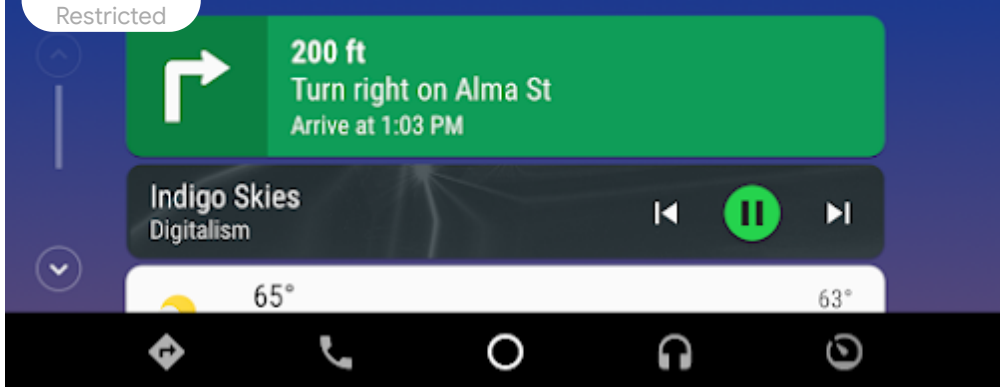 Restricted
200 ft
Turn right on Alma St
Arrive at 1:03 PM
Indigo Skies
Digitalism
65°
63°